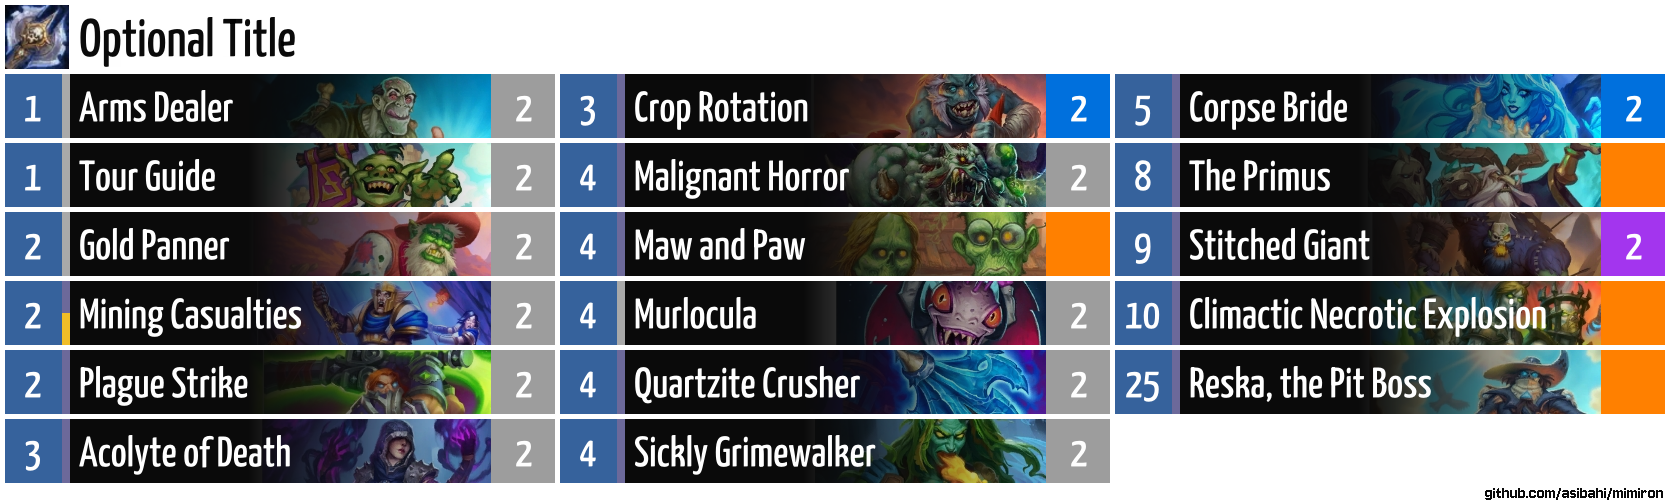 Optional Title
1 Arms Dealer 2
1 Tour Guide 2
2 Gold Panner 2
2 Mining Casualties 2
2 Plague Strike 2
3 Acolyte of Death 2
3 Crop Rotation 2
4 Malignant Horror 2
4 Maw and Paw
4 Murlocula 2
4 Quartzite Crusher 2
4 Sickly Grimewalker 2
5 Corpse Bride 2
8 The Primus
9 Stitched Giant 2
10 Climactic Necrotic Explosion
25 Reska, the Pit Boss
github.com/asibahi/mimiron